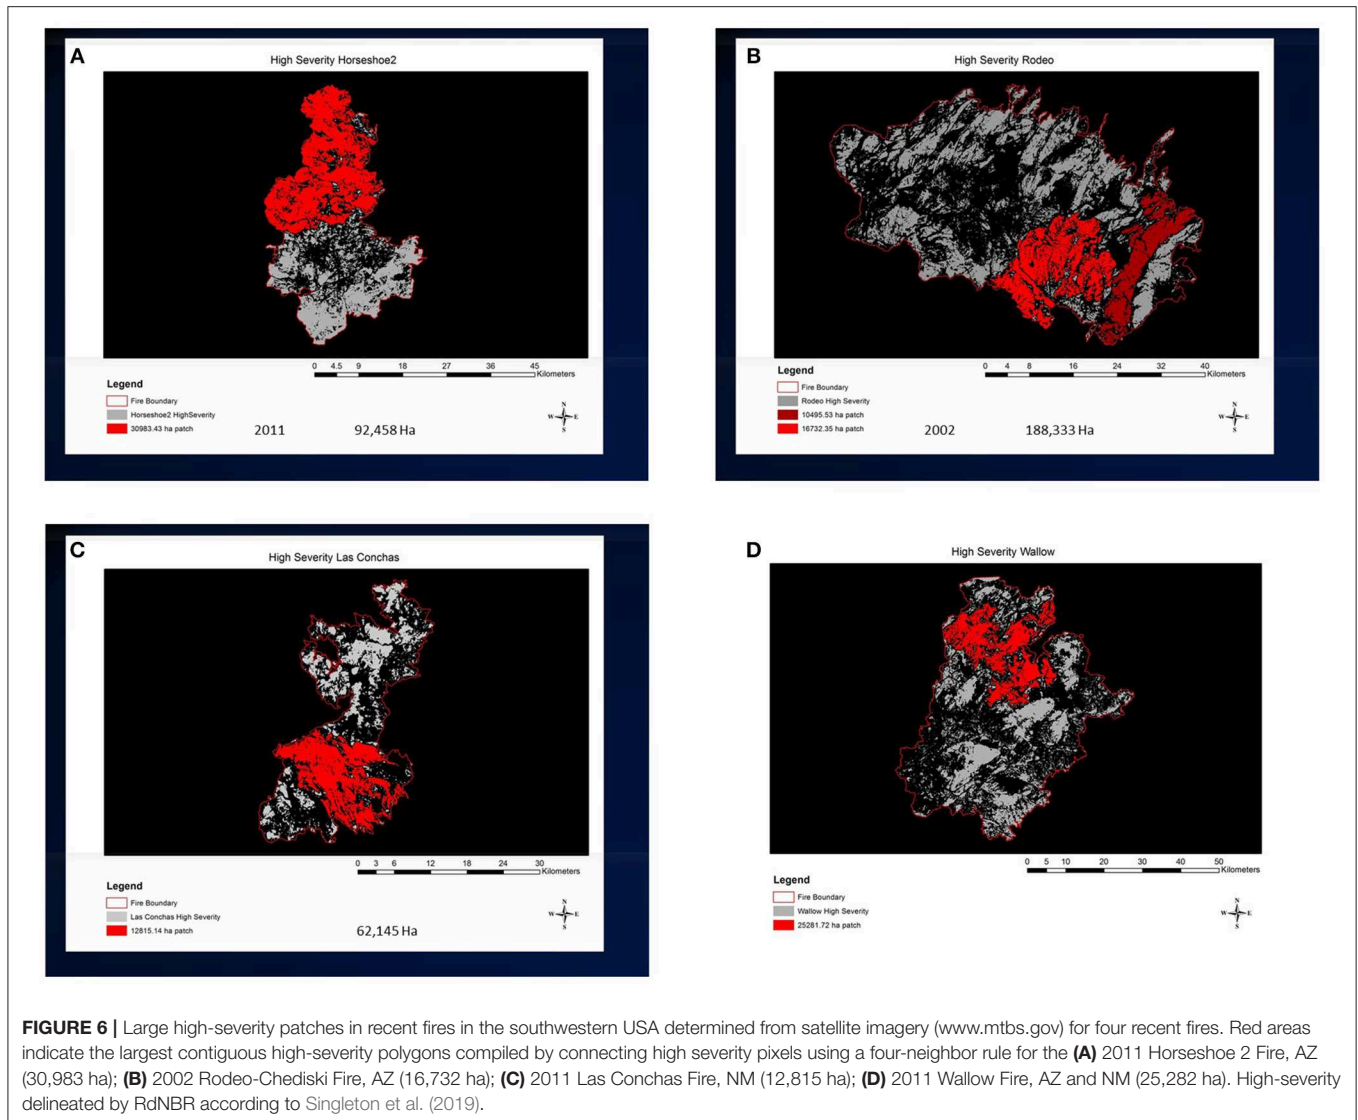 A
High Severity Horseshoe2
0 4.5 9 18 27 36 45
Kilometers
Legend
Fire Boundary
Horseshoe2 HighSeverity
30983.43 ha patch
2011 92,458 Ha
N
W E
S
B
High Severity Rodeo
0 4 8 16 24 32 40
Kilometers
Legend
Fire Boundary
Rodeo High Severity
10495.53 ha patch
16732.35 ha patch
2002 188,333 Ha
N
W E
S
C
High Severity Las Conchas
0 3 6 12 18 24 30
Kilometers
Legend
Fire Boundary
Las Conchas High Severity
12815.14 ha patch
62,145 Ha
N
W E
S
D
High Severity Wallow
0 5 10 20 30 40 50
Kilometers
Legend
Fire Boundary
Wallow High Severity
25281.72 ha patch
N
W E
S
FIGURE 6 | Large high-severity patches in recent fires in the southwestern USA determined from satellite imagery (www.mtbs.gov) for four recent fires. Red areas
indicate the largest contiguous high-severity polygons compiled by connecting high severity pixels using a four-neighbor rule for the (A) 2011 Horseshoe 2 Fire, AZ
(30,983 ha); (B) 2002 Rodeo-Chediski Fire, AZ (16,732 ha); (C) 2011 Las Conchas Fire, NM (12,815 ha); (D) 2011 Wallow Fire, AZ and NM (25,282 ha). High-severity
delineated by RdNBR according to Singleton et al. (2019).